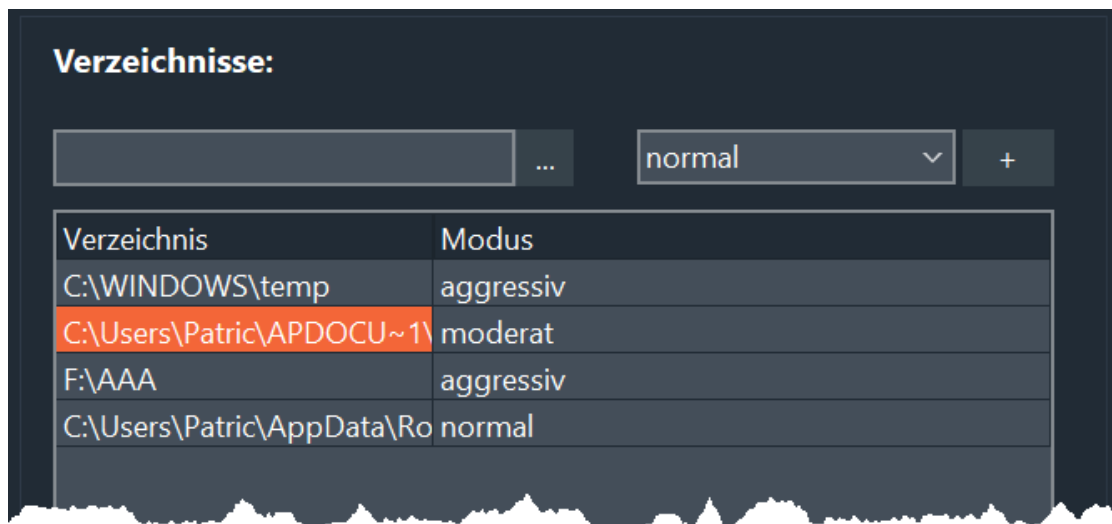 Verzeichnisse:
... normal +
Verzeichnis Modus
C:\WINDOWS\temp aggressiv
C:\Users\Patric\APDOCU~1\ moderat
F:\AAA aggressiv
C:\Users\Patric\AppData\Ro normal